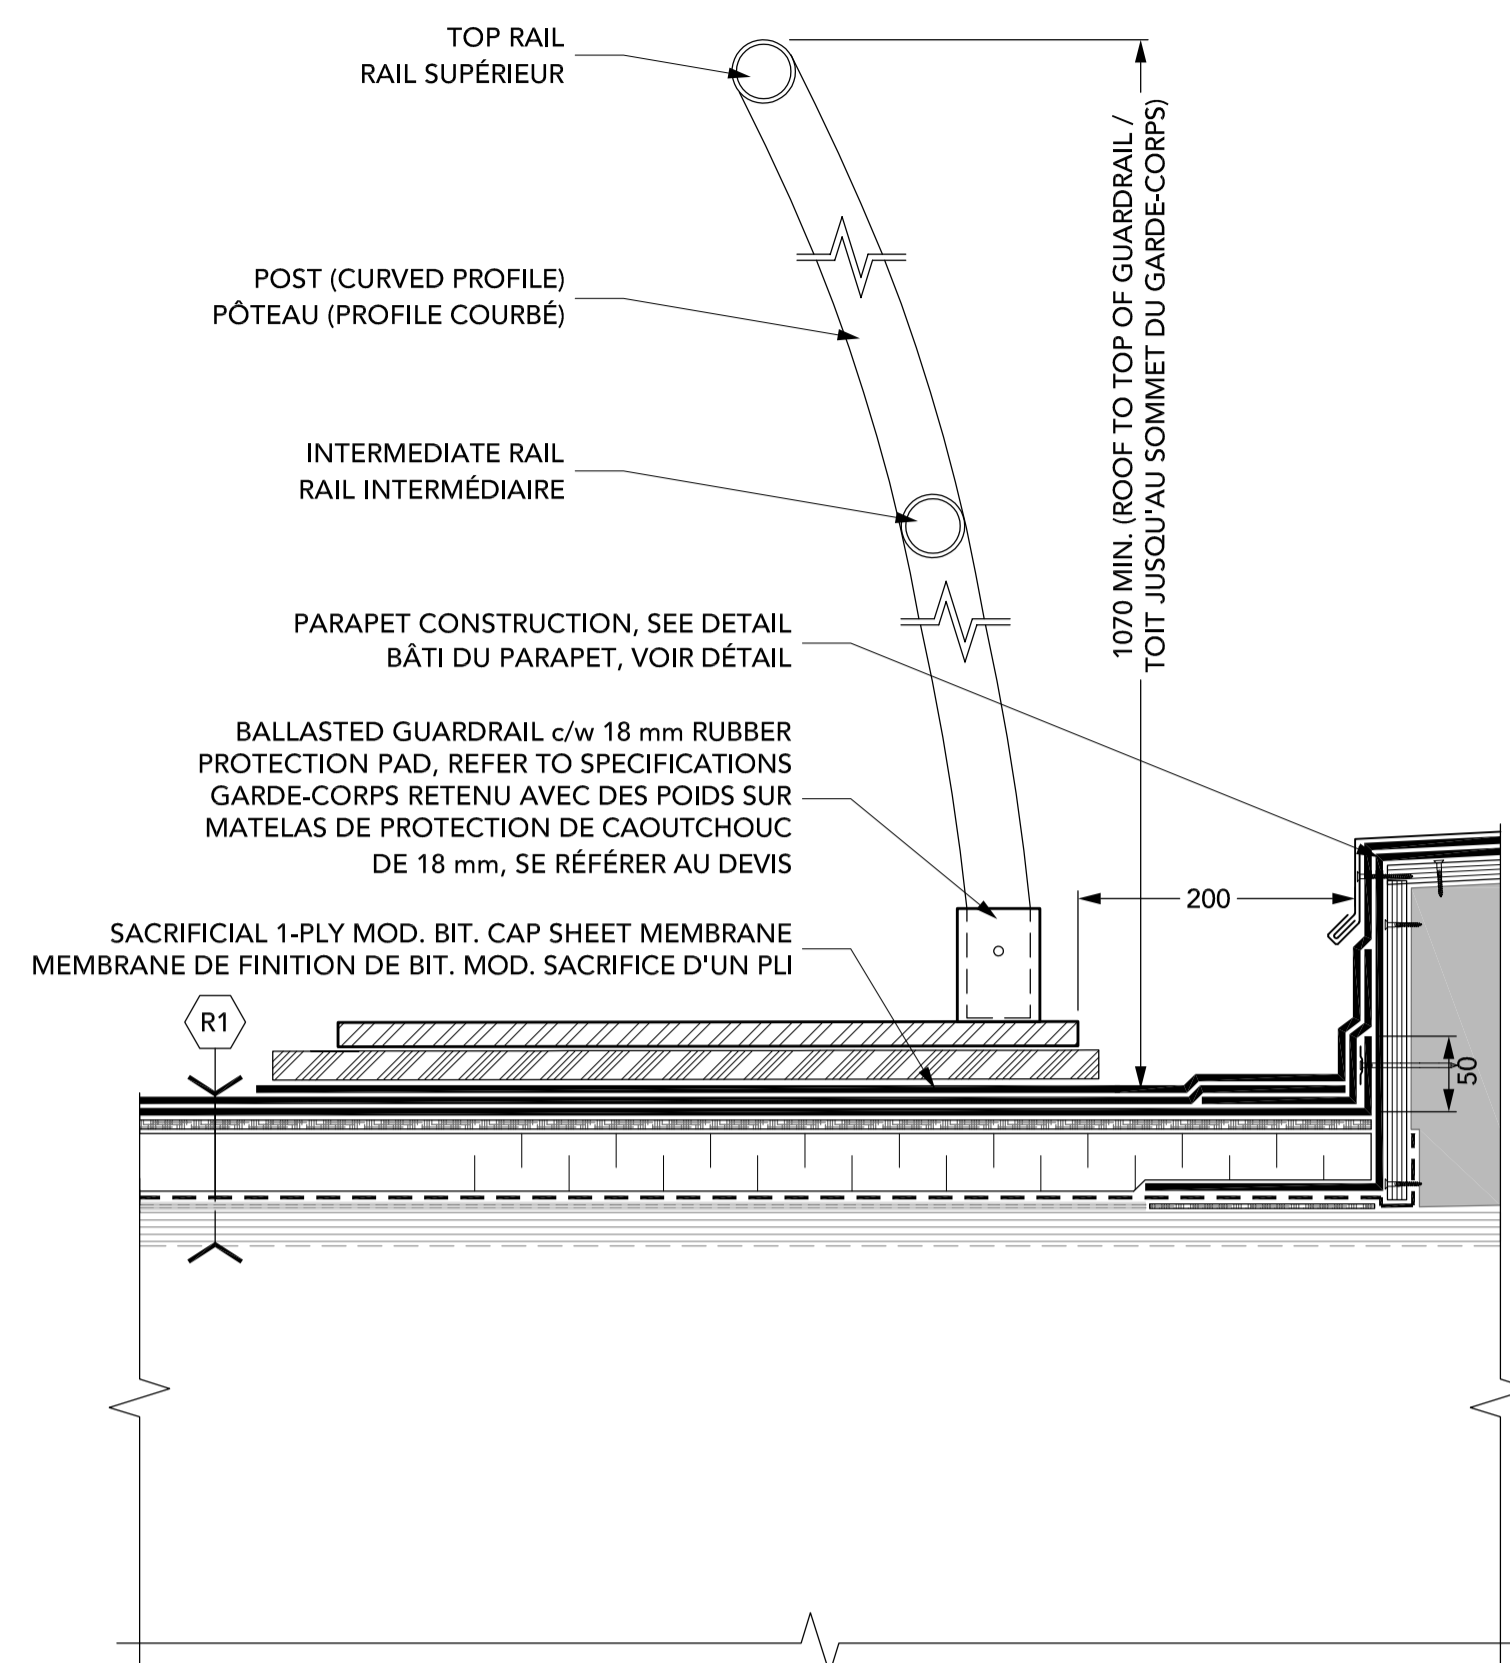 TOP RAIL
RAIL SUPÉRIEUR
POST (CURVED PROFILE)
PÔTEAU (PROFILE COURBÉ)
INTERMEDIATE RAIL
RAIL INTERMÉDIAIRE
1070 MIN. (ROOF TO TOP OF GUARDRAIL /
TOIT JUSQU'AU SOMMET DU GARDE-CORPS)
PARAPET CONSTRUCTION, SEE DETAIL
BÂTI DU PARAPET, VOIR DÉTAIL
BALLASTED GUARDRAIL c/w 18 mm RUBBER
PROTECTION PAD, REFER TO SPECIFICATIONS
GARDE-CORPS RETENU AVEC DES POIDS SUR
MATELAS DE PROTECTION DE CAOUTCHOUC
DE 18 mm, SE RÉFÉRER AU DEVIS
200
SACRIFICIAL 1-PLY MOD. BIT. CAP SHEET MEMBRANE
MEMBRANE DE FINITION DE BIT. MOD. SACRIFICE D'UN PLI
R1
50